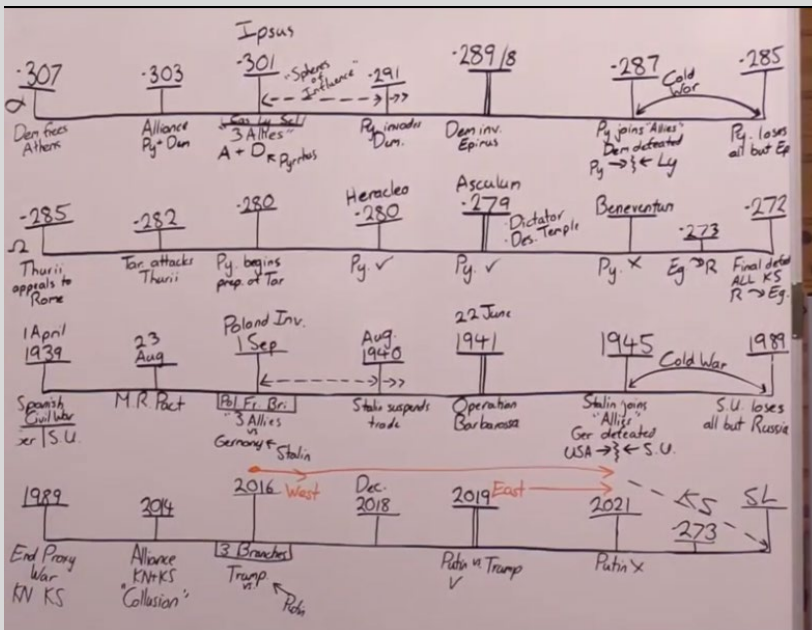 Ipsus
-307 -303 -301 "Spheres of Influence" -291 -289/8 -287 Cold War -285
α
Dem frees Athens
Alliance Py + Dem
"3 Allies"
A + D Pyrrhus
Py. invades Dem.
Dem inv. Epirus
Py joins "Allies"
Dem defeated
Py → ← Ly
Py. loses all but Ep
Heraclea Asculum
-285 -282 -280 -280 -279 Beneventum -273 -272
· Dictator
· Des. Temple
Ω
Thurii appeals to Rome
Tar. attacks Thurii
Py. begins prep. at Tar
Py. ✓
Py. ✓
Py. X
Eg → R
Final defeat
ALL KS
R → Eg.
1 April 1939
23 Aug
Poland Inv.
1 Sep
Aug. 1940
22 June 1941
1945
Cold War
1989
Spanish Civil War
S.U.
M.R. Pact
Pol. Fr. Bri
"3 Allies
vs
Germany ← Stalin
Stalin suspends trade
Operation Barbarossa
Stalin joins
"Allies"
Ger defeated
USA → ← S.U.
S.U. loses all but Russia
1989 2014 2016 West Dec. 2018 2019 East 2021 KS -273 SL
End Proxy War
KN KS
Alliance
KN+KS
"Collusion"
3 Branches
Trump
vs.
Putin
Putin vs. Trump
✓
Putin X